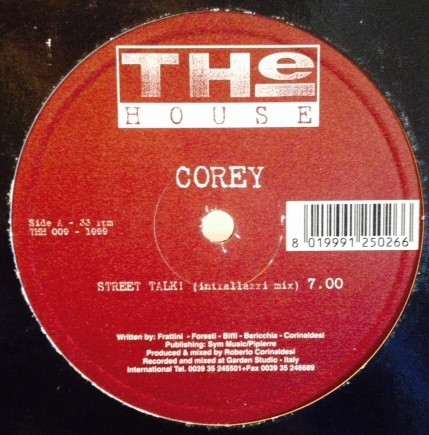 THe
HOUSE
COREY
Side A - 33 rpm
THH 009 - 1999
8 019991 250266
STREET TALK! (intrallazzi mix) 7.00
Written by: Frattini - Foresti - Biffi - Bericchia - Corinaldesi
Publishing: Sym Music/Pipierre
Produced & mixed by Roberto Corinaldesi
Recorded and mixed at Garden Studio - Italy
International Tel. 0039 35 245501+Fax 0039 35 246689